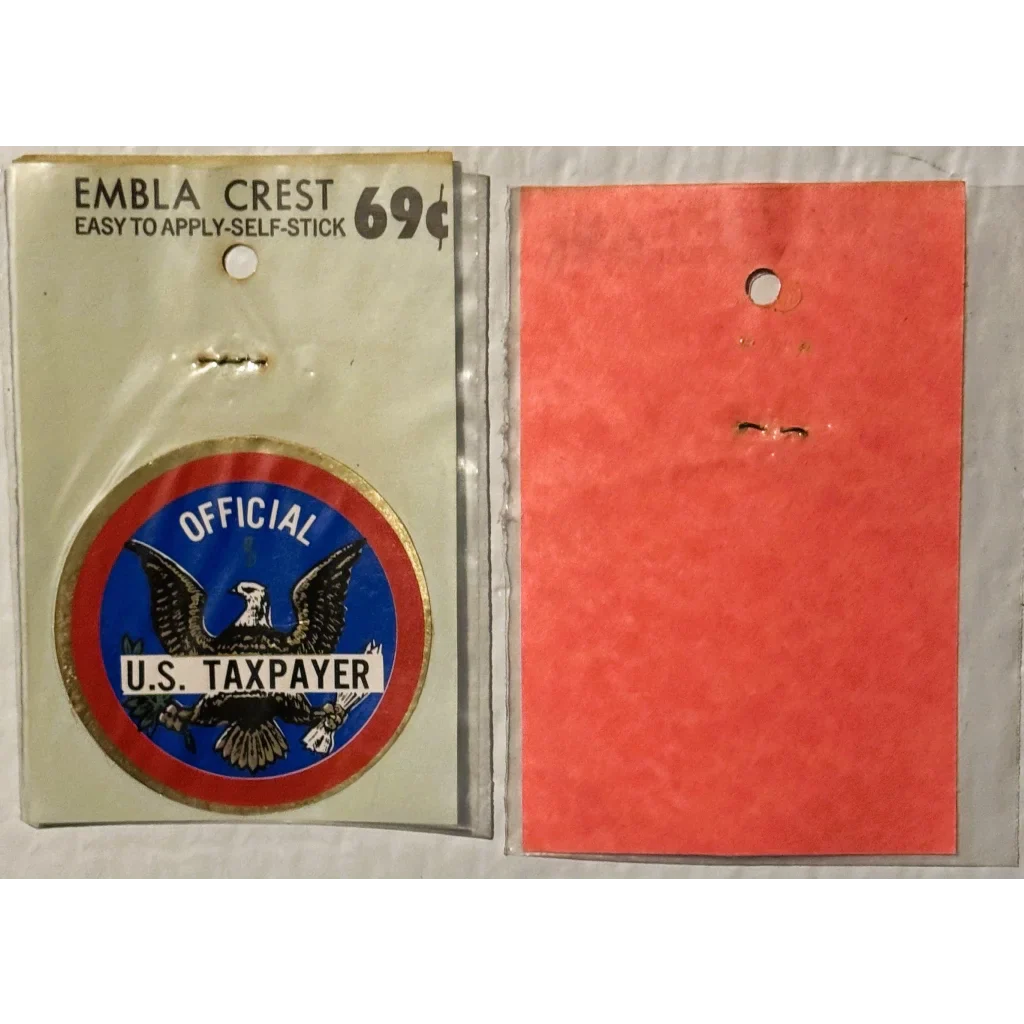 EMBLA CREST
EASY TO APPLY-SELF-STICK 69¢
OFFICIAL
U.S. TAXPAYER